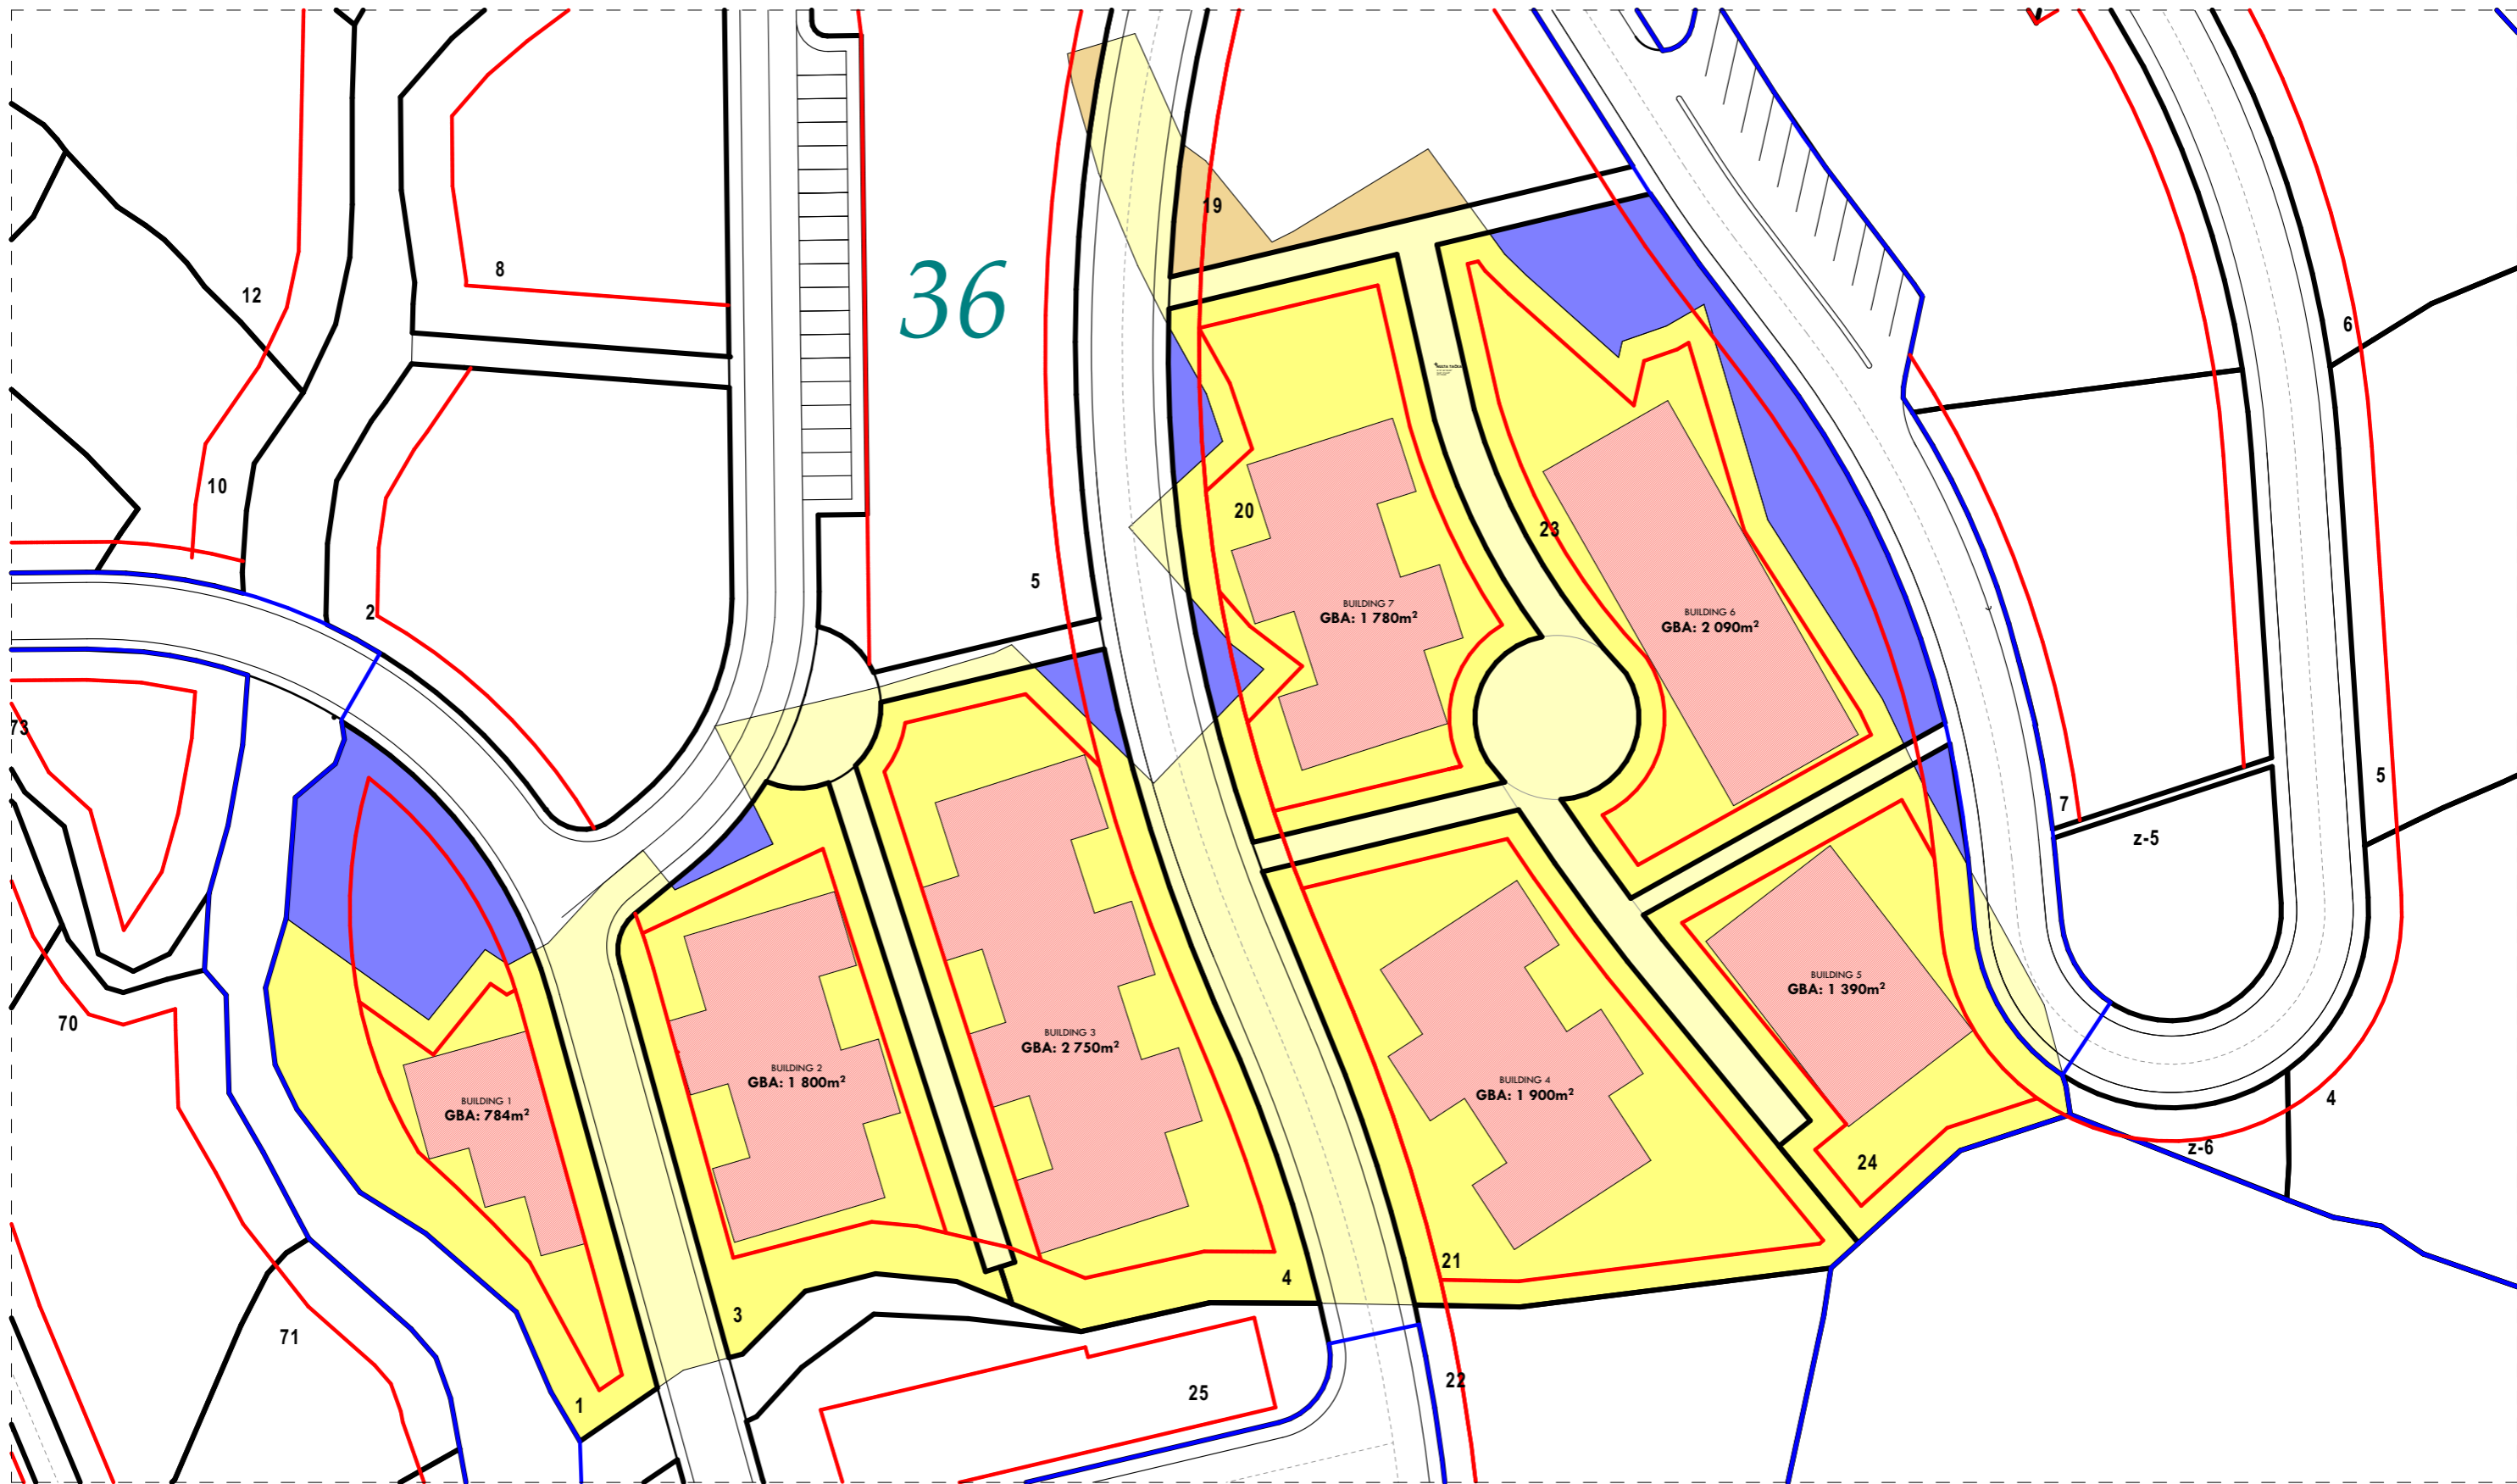 19
8
36
12
6
10
20
23
5
2
BUILDING 7
GBA: 1 780m²
BUILDING 6
GBA: 2 090m²
73
5
7
z-5
70
BUILDING 5
GBA: 1 390m²
BUILDING 3
GBA: 2 750m²
BUILDING 2
GBA: 1 800m²
BUILDING 4
GBA: 1 900m²
BUILDING 1
GBA: 784m²
4
z-6
24
21
4
3
71
22
25
1